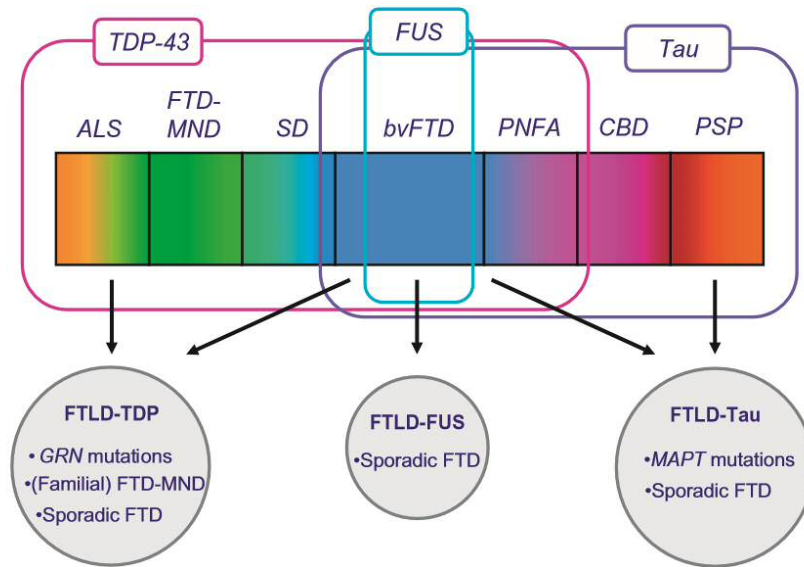 TDP-43
FUS
Tau
ALS
FTD-
MND
SD
bvFTD
PNFA
CBD
PSP
FTLD-TDP
•GRN mutations
•(Familial) FTD-MND
•Sporadic FTD
FTLD-FUS
•Sporadic FTD
FTLD-Tau
•MAPT mutations
•Sporadic FTD